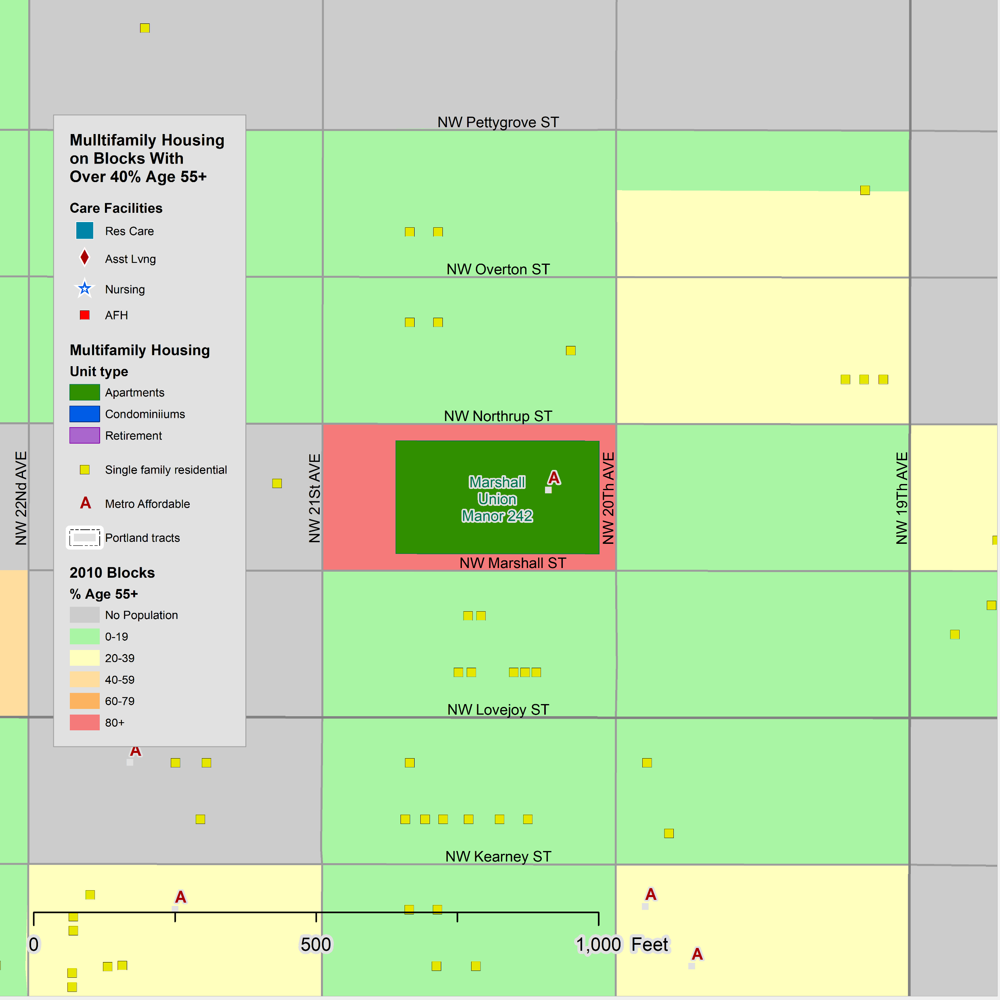 NW Pettygrove ST
Mulltifamily Housing
on Blocks With
Over 40% Age 55+
Care Facilities
Res Care
Asst Lvng
Nursing
AFH
Multifamily Housing
Unit type
Apartments
Condominiiums
Retirement
Single family residential
A Metro Affordable
Portland tracts
2010 Blocks
% Age 55+
No Population
0-19
20-39
40-59
60-79
80+
NW Overton ST
NW Northrup ST
NW 22Nd AVE
NW 21St AVE
Marshall
Union
Manor 242
A
NW 20Th AVE
NW 19Th AVE
NW Marshall ST
NW Lovejoy ST
A
NW Kearney ST
A
A
0
500
1,000 Feet
A